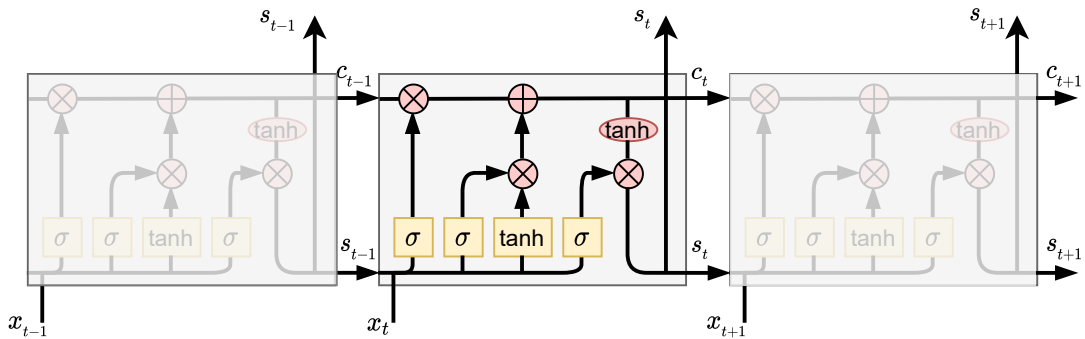 s_{t-1} s_t s_{t+1}
c_{t-1} c_t c_{t+1}
tanh tanh tanh
σ σ tanh σ σ σ tanh σ σ σ tanh σ
s_{t-1} s_t s_{t+1}
x_{t-1} x_t x_{t+1}